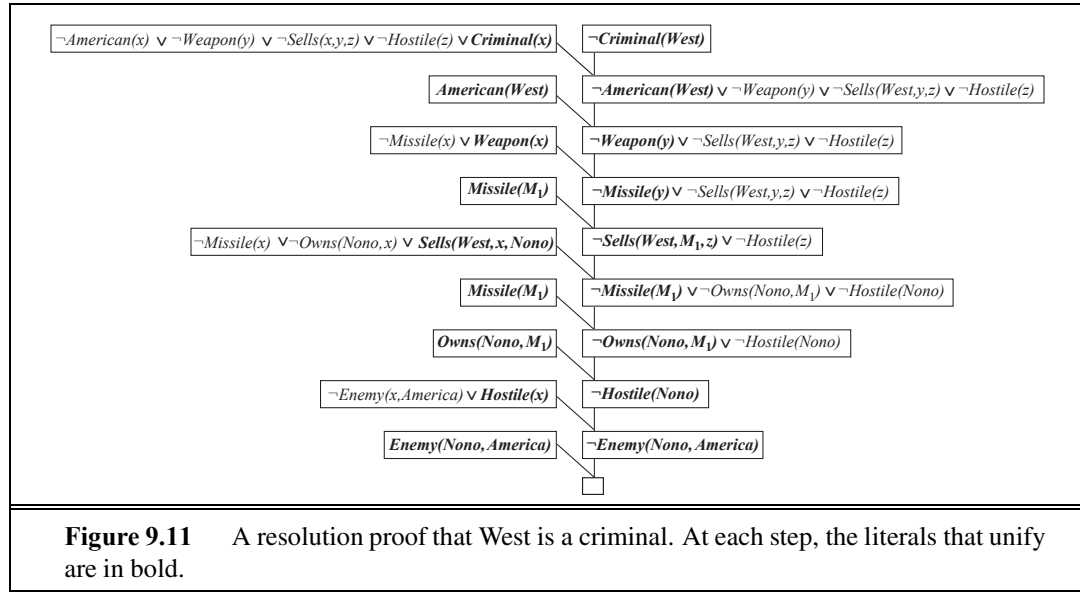 ¬American(x) ∨ ¬Weapon(y) ∨ ¬Sells(x,y,z) ∨ ¬Hostile(z) ∨ Criminal(x) ¬Criminal(West)
American(West) ¬American(West) ∨ ¬Weapon(y) ∨ ¬Sells(West,y,z) ∨ ¬Hostile(z)
¬Missile(x) ∨ Weapon(x) ¬Weapon(y) ∨ ¬Sells(West,y,z) ∨ ¬Hostile(z)
Missile(M₁) ¬Missile(y) ∨ ¬Sells(West,y,z) ∨ ¬Hostile(z)
¬Missile(x) ∨ ¬Owns(Nono,x) ∨ Sells(West,x,Nono) ¬Sells(West,M₁,z) ∨ ¬Hostile(z)
Missile(M₁) ¬Missile(M₁) ∨ ¬Owns(Nono,M₁) ∨ ¬Hostile(Nono)
Owns(Nono,M₁) ¬Owns(Nono,M₁) ∨ ¬Hostile(Nono)
¬Enemy(x,America) ∨ Hostile(x) ¬Hostile(Nono)
Enemy(Nono,America) ¬Enemy(Nono,America)
Figure 9.11 A resolution proof that West is a criminal. At each step, the literals that unify
are in bold.